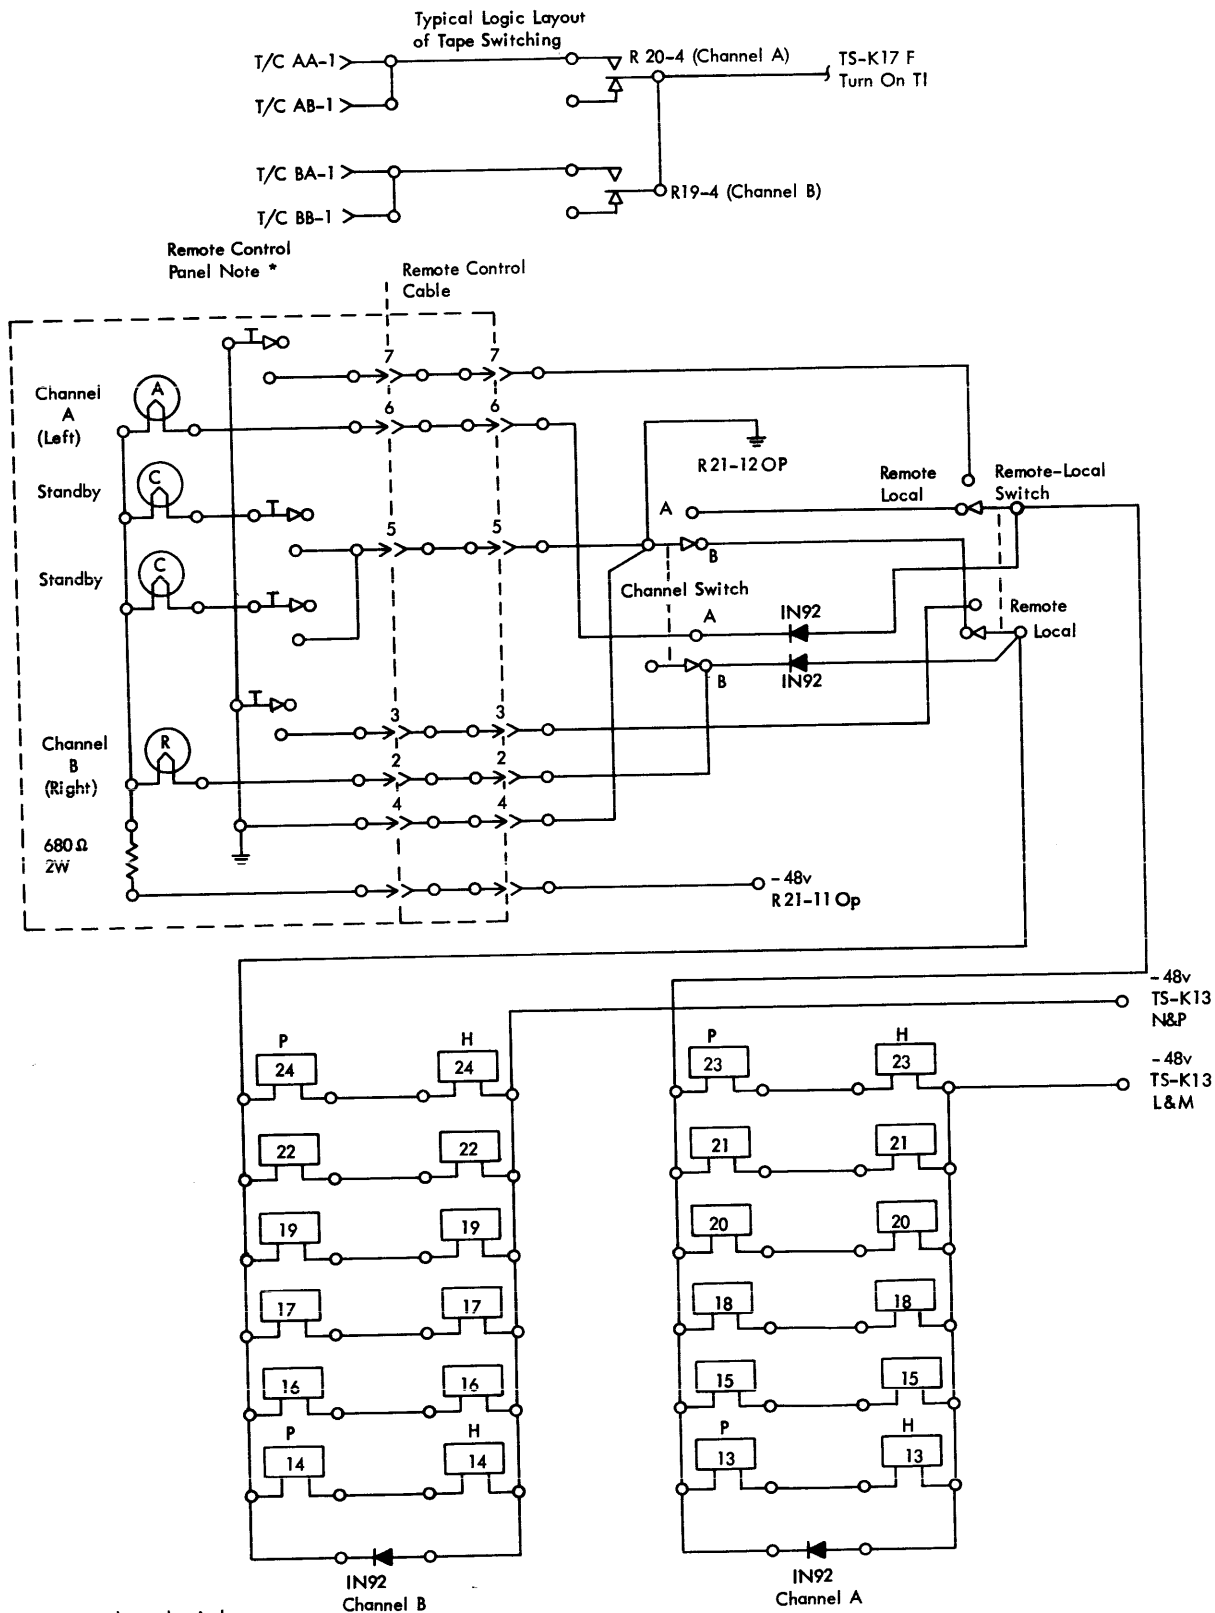 Typical Logic Layout
of Tape Switching
T/C AA-1
R 20-4 (Channel A)
TS-K17 F
Turn On TI
T/C AB-1
T/C BA-1
R19-4 (Channel B)
T/C BB-1
Remote Control
Panel Note *
Remote Control
Cable
T
7
7
Channel
A
(Left)
A
6
6
R 21-12 OP
Remote
Local
Remote-Local
Switch
Standby
C
T
A
5
5
B
Standby
C
T
Channel Switch
A
IN92
Remote
Local
B
IN92
T
3
3
Channel
B
(Right)
R
2
2
4
4
680 Ω
2W
- 48v
R 21-11 Op
- 48v
TS-K13
N&P
- 48v
TS-K13
L&M
P
H
P
H
24
24
23
23
22
22
21
21
19
19
20
20
17
17
18
18
16
16
15
15
P
H
P
H
14
14
13
13
IN92
Channel B
IN92
Channel A